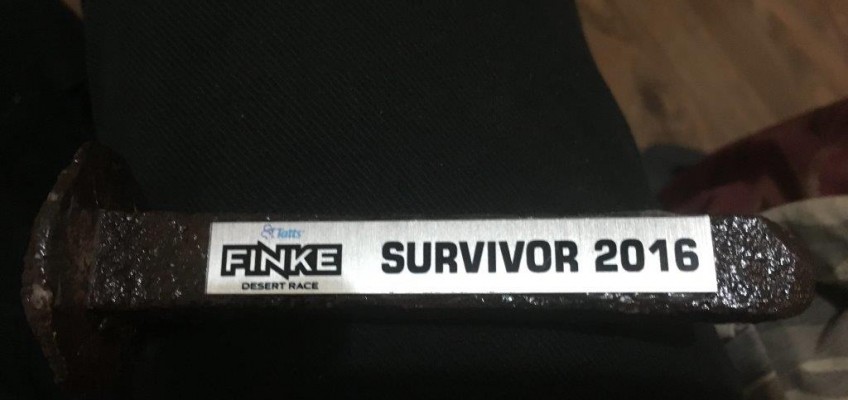 Tatts
FINKE
DESERT RACE
SURVIVOR 2016